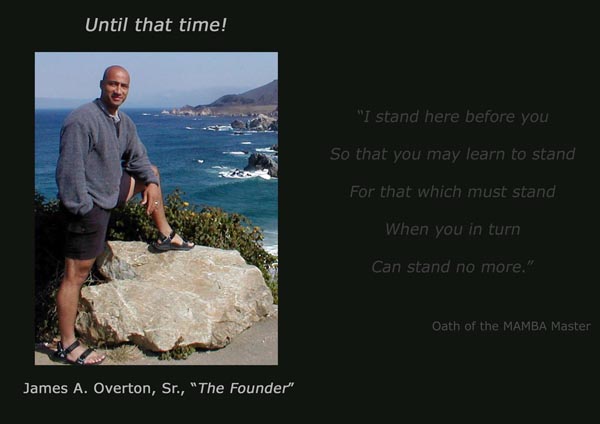 Until that time!
“I stand here before you
So that you may learn to stand
For that which must stand
When you in turn
Can stand no more.”
Oath of the MAMBA Master
James A. Overton, Sr., “The Founder”